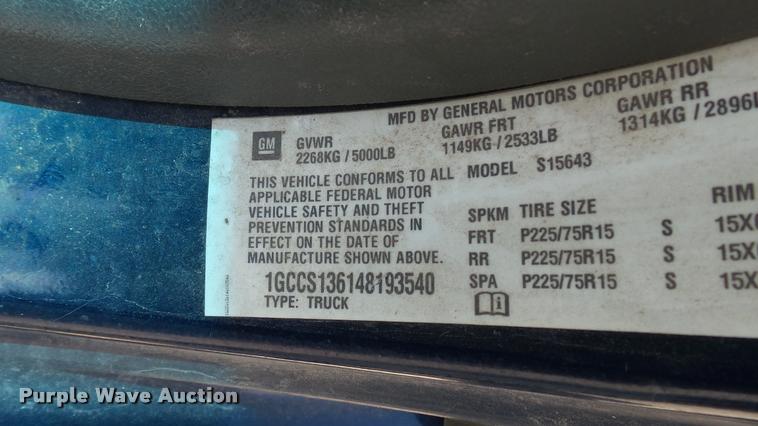 MFD BY GENERAL MOTORS CORPORATION
GM
GVWR GAWR FRT GAWR RR
2268KG / 5000LB 1149KG / 2533LB 1314KG / 2896L
THIS VEHICLE CONFORMS TO ALL MODEL S15643
APPLICABLE FEDERAL MOTOR
VEHICLE SAFETY AND THEFT SPKM TIRE SIZE RIM
PREVENTION STANDARDS IN FRT P225/75R15 S 15X
EFFECT ON THE DATE OF RR P225/75R15 S 15X
MANUFACTURE SHOWN ABOVE. SPA P225/75R15 S 15X
1GCCS136148193540
TYPE: TRUCK
Purple Wave Auction